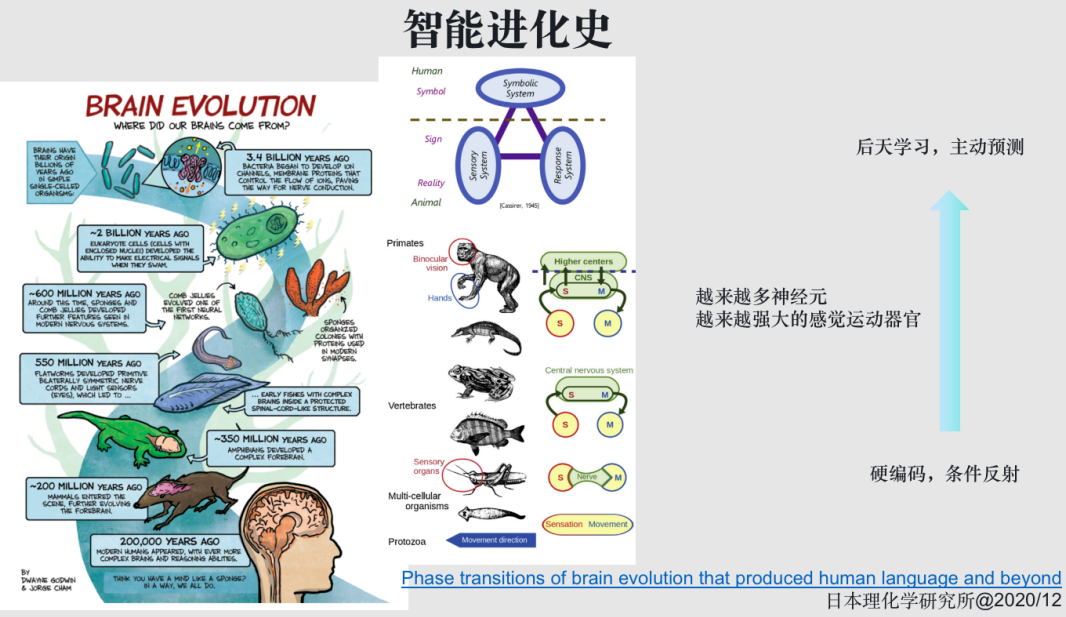 智能进化史
BRAIN EVOLUTION
WHERE DID OUR BRAINS COME FROM?
BRAINS HAVE
THEIR ORIGIN
BILLIONS OF
YEARS AGO
IN SIMPLE
SINGLE-CELLED
ORGANISMS.
3.4 BILLION YEARS AGO
BACTERIA BEGAN TO DEVELOP ION
CHANNELS, MEMBRANE PROTEINS THAT
CONTROL THE FLOW OF IONS, PAVING
THE WAY FOR NERVE CONDUCTION.
~2 BILLION YEARS AGO
EUKARYOTE CELLS (CELLS WITH
ENCLOSED NUCLEI) DEVELOPED THE
ABILITY TO MAKE ELECTRICAL SIGNALS
WHEN THEY SWAM.
~600 MILLION YEARS AGO
AROUND THIS TIME, SPONGES AND
COMB JELLIES DEVELOPED
FURTHER FEATURES SEEN IN
MODERN NERVOUS SYSTEMS.
COMB JELLIES
EVOLVED ONE OF
THE FIRST NEURAL
NETWORKS.
SPONGES
ORGANIZED
COLONIES WITH
PROTEINS USED
IN MODERN
SYNAPSES.
550 MILLION YEARS AGO
FLATWORMS DEVELOPED PRIMITIVE
BILATERALLY SYMMETRIC NERVE
CORDS AND LIGHT SENSORS
(EYES), WHICH LED TO ...
... EARLY FISHES WITH COMPLEX
BRAINS INSIDE A PROTECTED
SPINAL-CORD-LIKE STRUCTURE.
~350 MILLION YEARS AGO
AMPHIBIANS DEVELOPED A
COMPLEX FOREBRAIN.
~200 MILLION YEARS AGO
MAMMALS ENTERED THE
SCENE, FURTHER EVOLVING
THE FOREBRAIN.
200,000 YEARS AGO
MODERN HUMANS APPEARED, WITH EVER MORE
COMPLEX BRAINS AND REASONING ABILITIES.
THINK YOU HAVE A MIND LIKE A SPONGE?
IN A WAY, WE ALL DO.
BY
DWAYNE GODWIN
& JORGE CHAM
Human
Symbol
Symbolic
System
Sign
Sensory
System
Response
System
Reality
Animal
[Cassirer, 1945]
Primates
Binocular
vision
Hands
Higher centers
CNS
S M
S M
Central nervous system
S M
S M
Vertebrates
Sensory
organs
S Nerve M
Multi-cellular
organisms
Sensation Movement
Protozoa
Movement direction
后天学习，主动预测
越来越多神经元
越来越强大的感觉运动器官
硬编码，条件反射
Phase transitions of brain evolution that produced human language and beyond
日本理化学研究所@2020/12